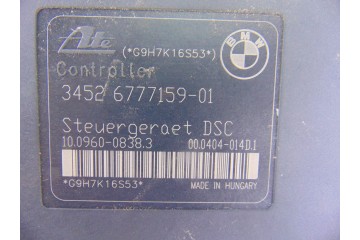 Ate
(*G9H7K16S53*)
BMW
Controller
3452 6777159-01
Steuergeraet DSC
10.0960-0838.3 00.0404-014D.1
*G9H7K16S53*
MADE IN HUNGARY